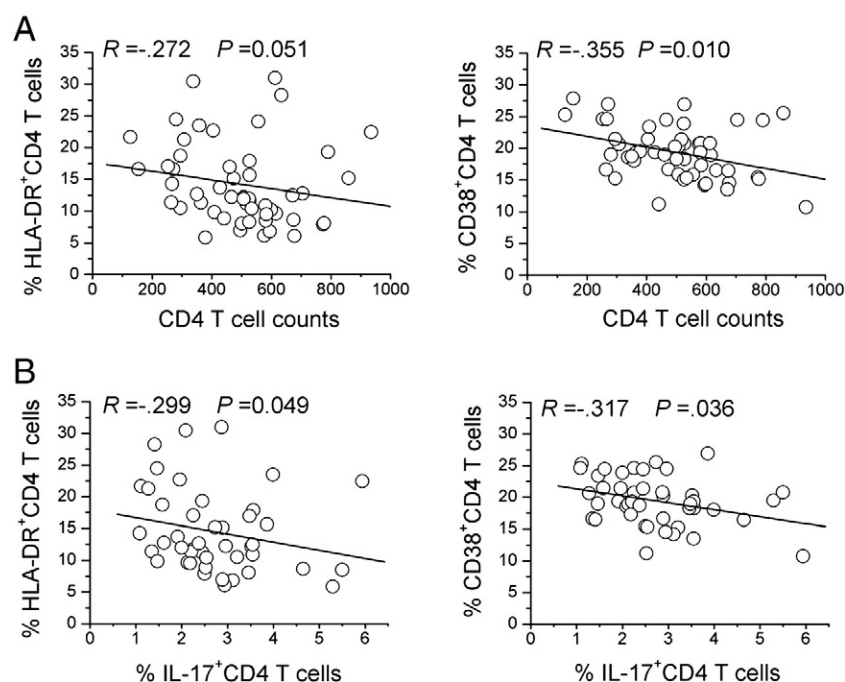 A
R =-.272 P =0.051
% HLA-DR⁺CD4 T cells
35
30
25
20
15
10
5
0
0 200 400 600 800 1000
CD4 T cell counts
R =-.355 P =0.010
% CD38⁺CD4 T cells
35
30
25
20
15
10
5
0
0 200 400 600 800 1000
CD4 T cell counts
B
R =-.299 P =0.049
% HLA-DR⁺CD4 T cells
35
30
25
20
15
10
5
0
0 1 2 3 4 5 6
% IL-17⁺CD4 T cells
R =-.317 P =.036
% CD38⁺CD4 T cells
35
30
25
20
15
10
5
0
0 1 2 3 4 5 6
% IL-17⁺CD4 T cells